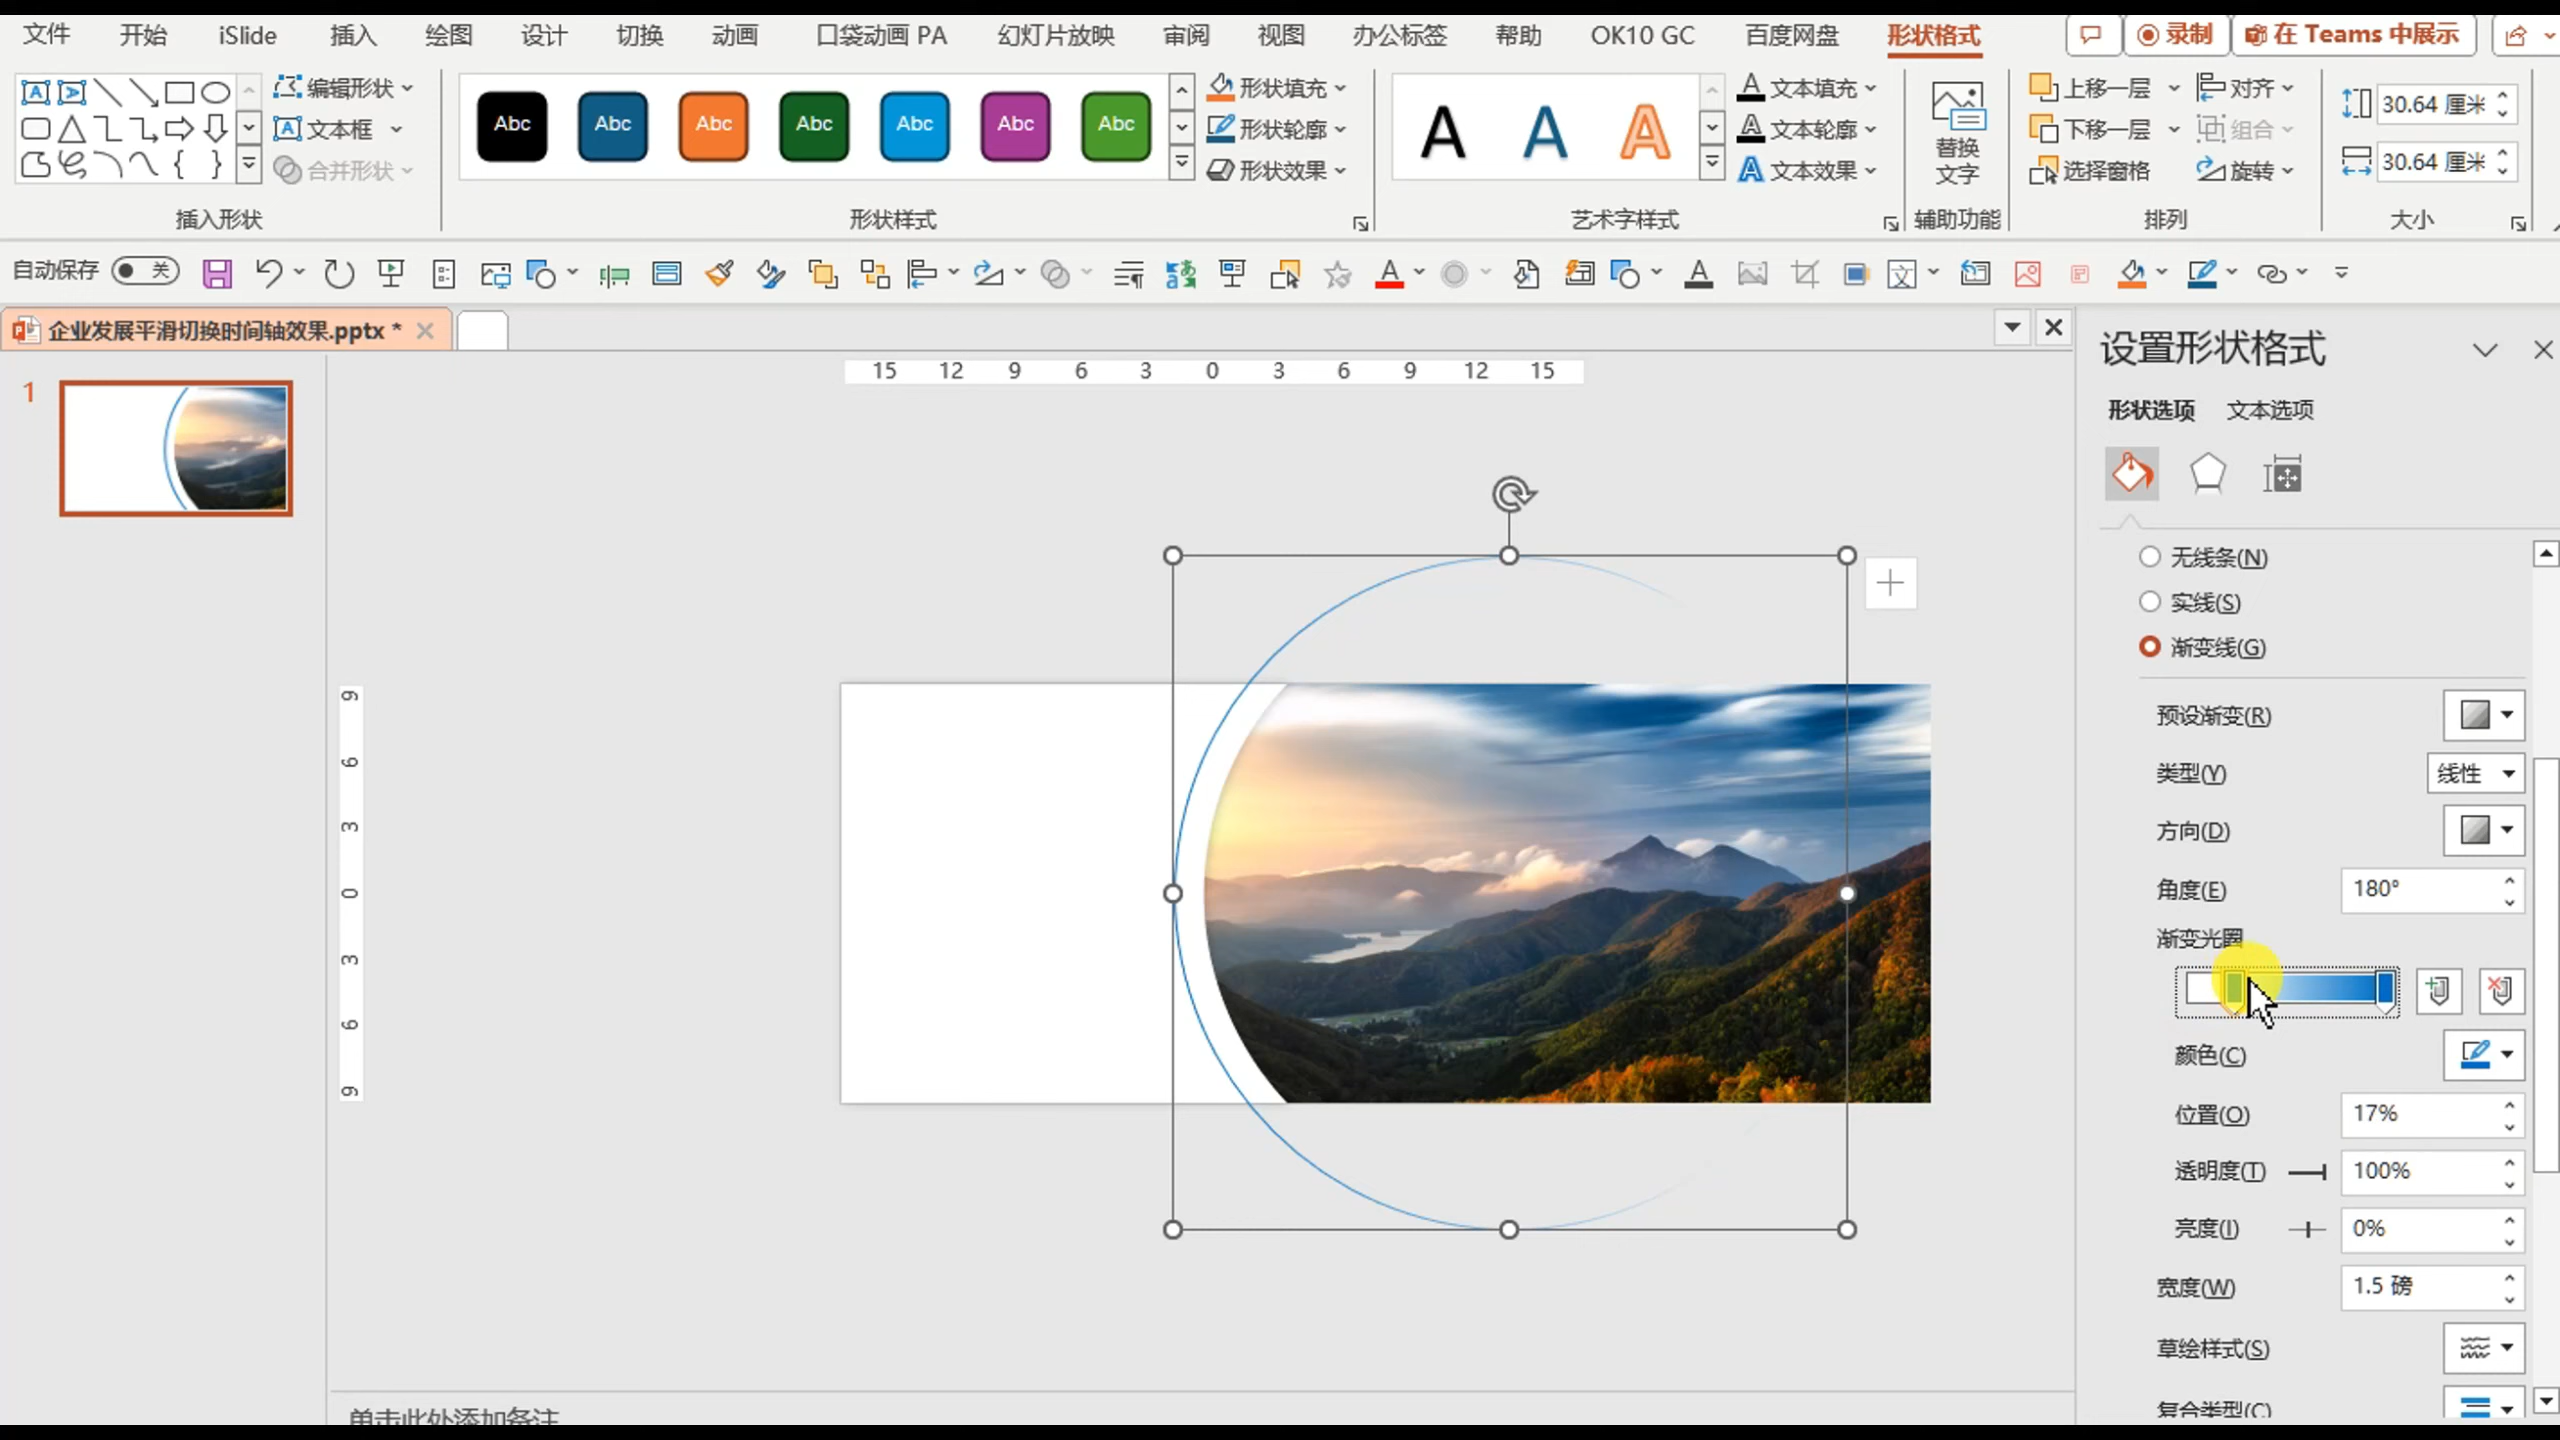 文件 开始 iSlide 插入 绘图 设计 切换 动画 口袋动画 PA 幻灯片放映 审阅 视图 办公标签 帮助 OK10 GC 百度网盘 形状格式 录制 在 Teams 中展示
编辑形状
文本框
合并形状
插入形状
Abc Abc Abc Abc Abc Abc Abc
形状填充
形状轮廓
形状效果
形状样式
A A A
文本填充
文本轮廓
文本效果
艺术字样式
替换
文字
辅助功能
上移一层
下移一层
选择窗格
对齐
组合
旋转
排列
30.64 厘米
30.64 厘米
大小
自动保存 关
企业发展平滑切换时间轴效果.pptx *
1
15 12 9 6 3 0 3 6 9 12 15
9
6
3
0
3
6
9
单击此处添加备注
设置形状格式
形状选项 文本选项
无线条(N)
实线(S)
渐变线(G)
预设渐变(R)
类型(Y) 线性
方向(D)
角度(E) 180°
渐变光圈
颜色(C)
位置(O) 17%
透明度(T) 100%
亮度(I) 0%
宽度(W) 1.5 磅
草绘样式(S)
复合类型(C)